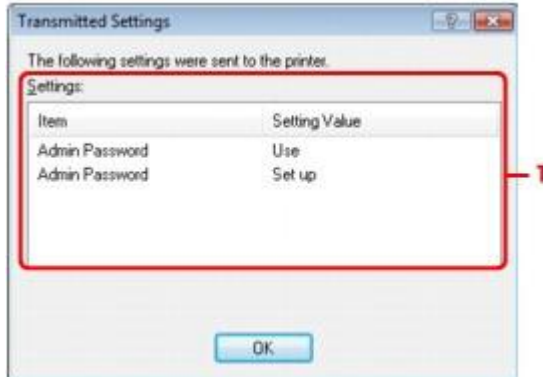 Transmitted Settings
The following settings were sent to the printer.
Settings:
Item Setting Value
Admin Password Use
Admin Password Set up
OK